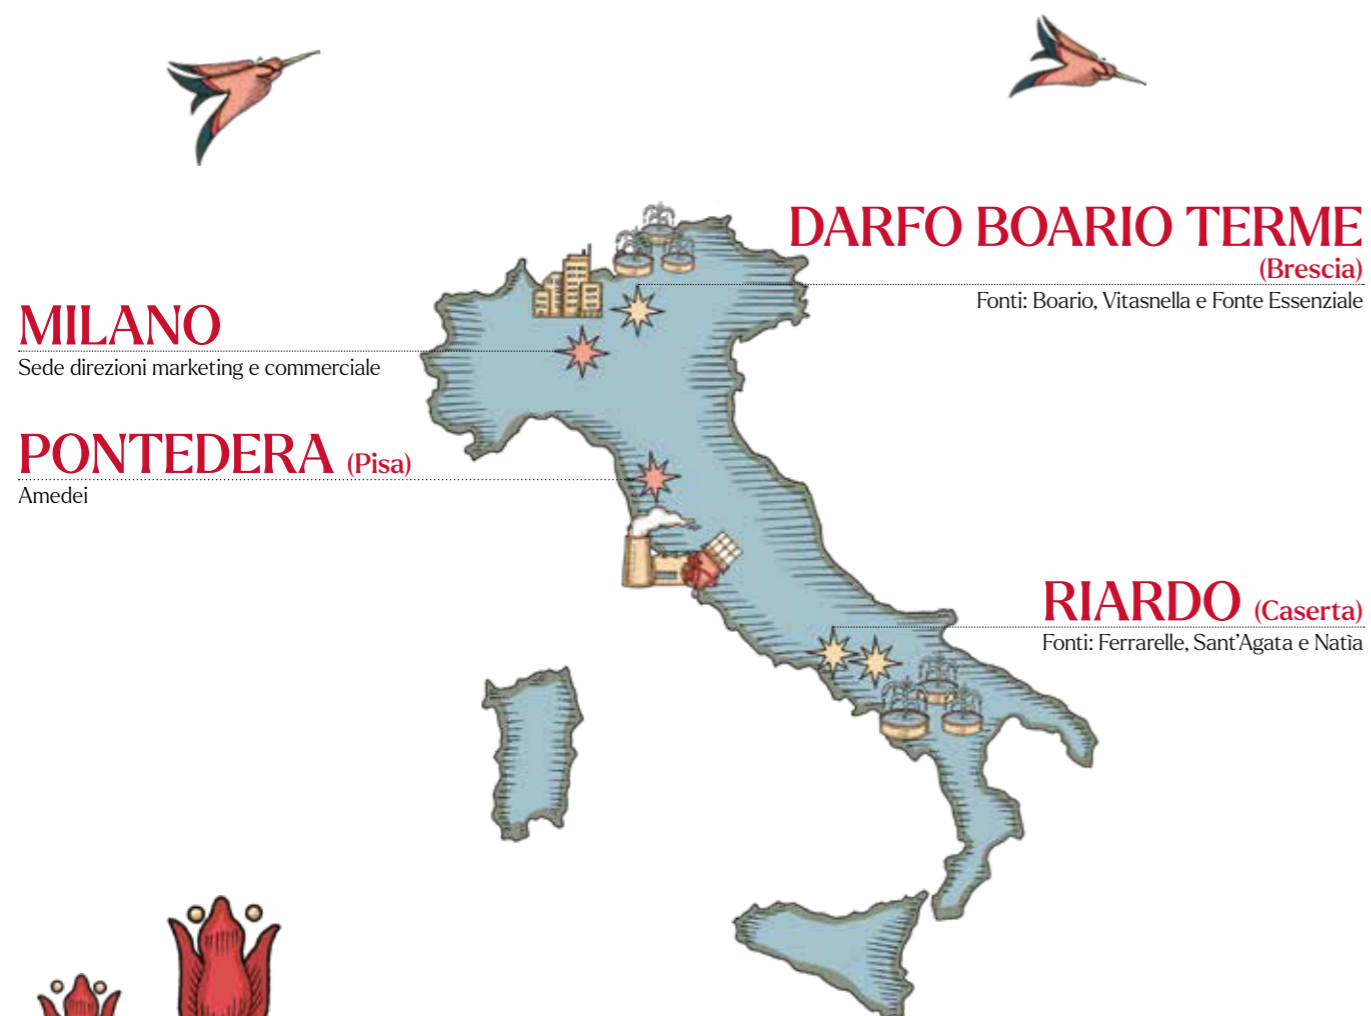 DARFO BOARIO TERME
(Brescia)
Fonti: Boario, Vitasnella e Fonte Essenziale
MILANO
Sede direzioni marketing e commerciale
PONTEDERA (Pisa)
Amedei
RIARDO (Caserta)
Fonti: Ferrarelle, Sant'Agata e Natìa